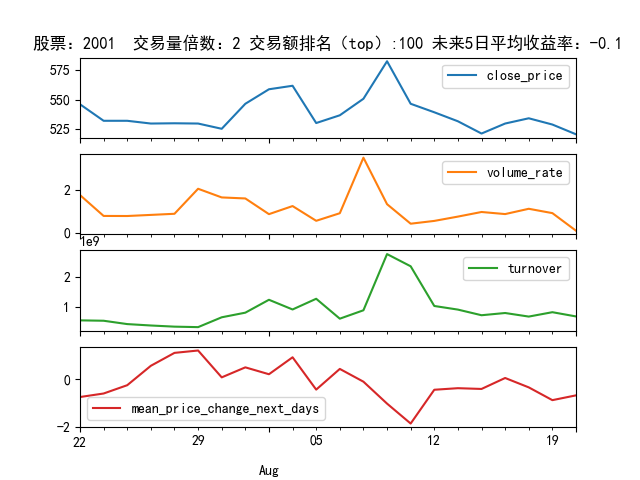 股票：2001 交易量倍数：2 交易额排名（top）:100 未来5日平均收益率：-0.1
575
550
525
close_price
2
0
volume_rate
1e9
2
1
turnover
0
-2
mean_price_change_next_days
22 29 05 12 19
Aug